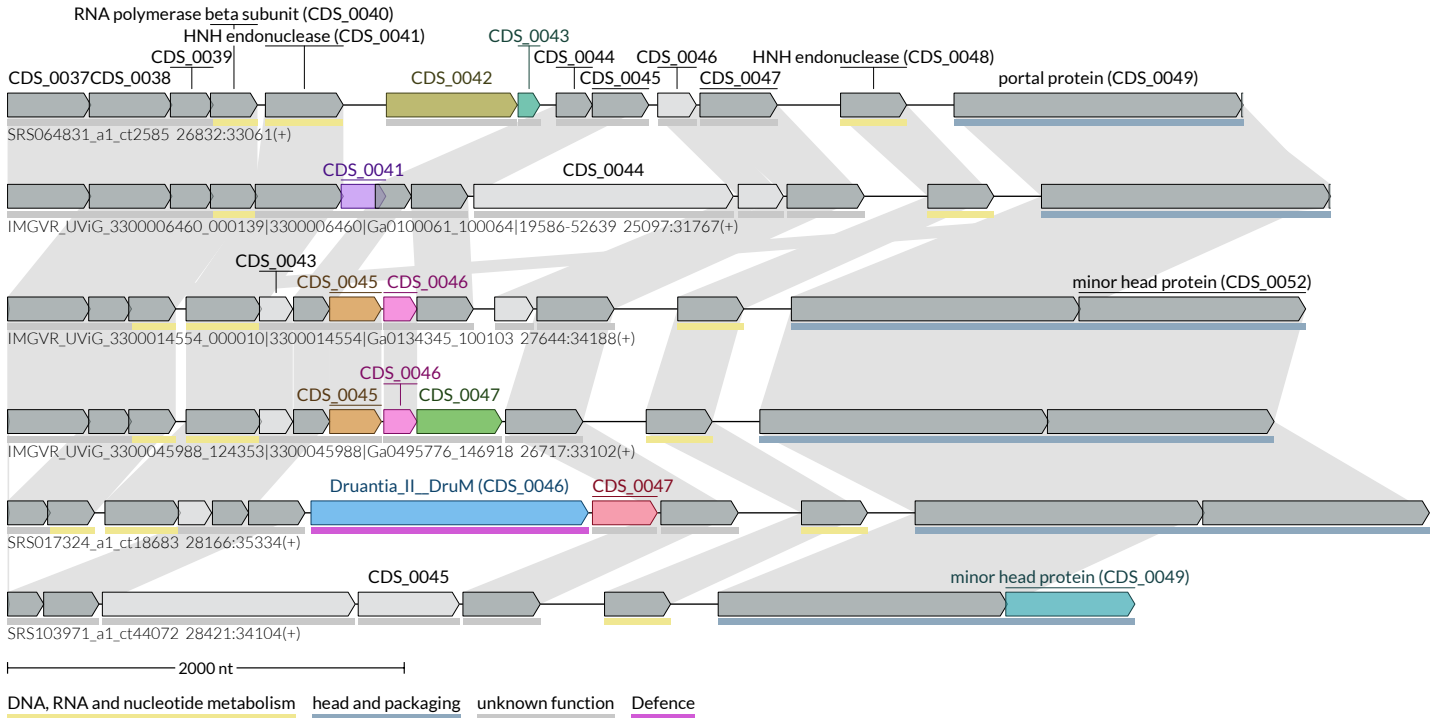 RNA polymerase beta subunit (CDS_0040)
HNH endonuclease (CDS_0041) CDS_0043
CDS_0039 CDS_0044 CDS_0046 HNH endonuclease (CDS_0048)
CDS_0037 CDS_0038 CDS_0042 CDS_0045 CDS_0047 portal protein (CDS_0049)
SRS064831_a1_ct2585 26832:33061(+)
CDS_0041 CDS_0044
IMGVR_UViG_3300006460_000139|3300006460|Ga0100061_100064|19586-52639 25097:31767(+)
CDS_0043
CDS_0045 CDS_0046 minor head protein (CDS_0052)
IMGVR_UViG_3300014554_000010|3300014554|Ga0134345_100103 27644:34188(+)
CDS_0046
CDS_0045 CDS_0047
IMGVR_UViG_3300045988_124353|3300045988|Ga0495776_146918 26717:33102(+)
Druantia_II__DruM (CDS_0046) CDS_0047
SRS017324_a1_ct18683 28166:35334(+)
CDS_0045 minor head protein (CDS_0049)
SRS103971_a1_ct44072 28421:34104(+)
2000 nt
DNA, RNA and nucleotide metabolism head and packaging unknown function Defence